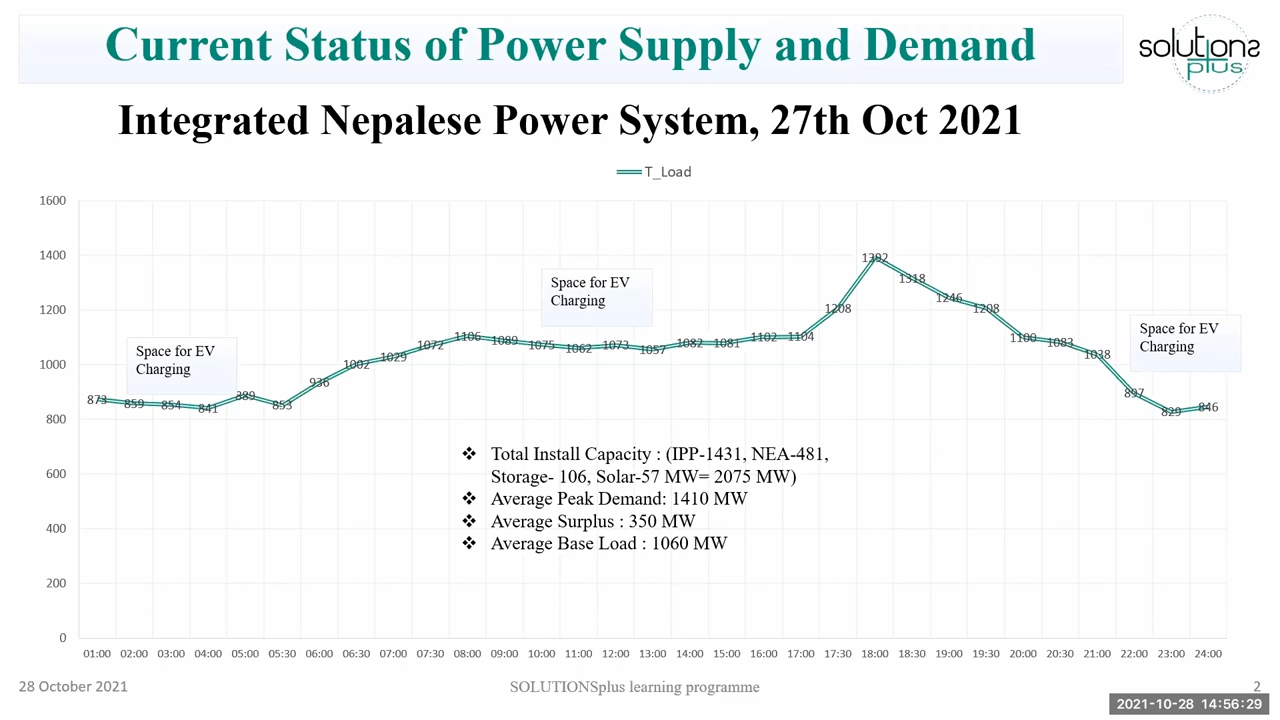 Current Status of Power Supply and Demand
solutions
plus
Integrated Nepalese Power System, 27th Oct 2021
T_Load
1600
1400
1200
1000
800
600
400
200
0
Space for EV
Charging
Space for EV
Charging
Space for EV
Charging
873 859 854 841 889 853 936 1002 1029 1072 1106 1089 1075 1062 1073 1057 1082 1081 1102 1104 1208 1392 1318 1246 1208 1100 1083 1038 897 829 846
❖ Total Install Capacity : (IPP-1431, NEA-481,
Storage- 106, Solar-57 MW= 2075 MW)
❖ Average Peak Demand: 1410 MW
❖ Average Surplus : 350 MW
❖ Average Base Load : 1060 MW
01:00 02:00 03:00 04:00 05:00 05:30 06:00 06:30 07:00 07:30 08:00 09:00 10:00 11:00 12:00 13:00 14:00 15:00 16:00 17:00 17:30 18:00 18:30 19:00 19:30 20:00 20:30 21:00 22:00 23:00 24:00
28 October 2021
SOLUTIONSplus learning programme
2
2021-10-28 14:56:29